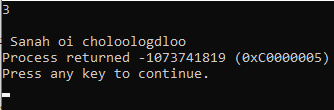 3
Sanah oi choloologdloo
Process returned -1073741819 (0xC0000005)
Press any key to continue.